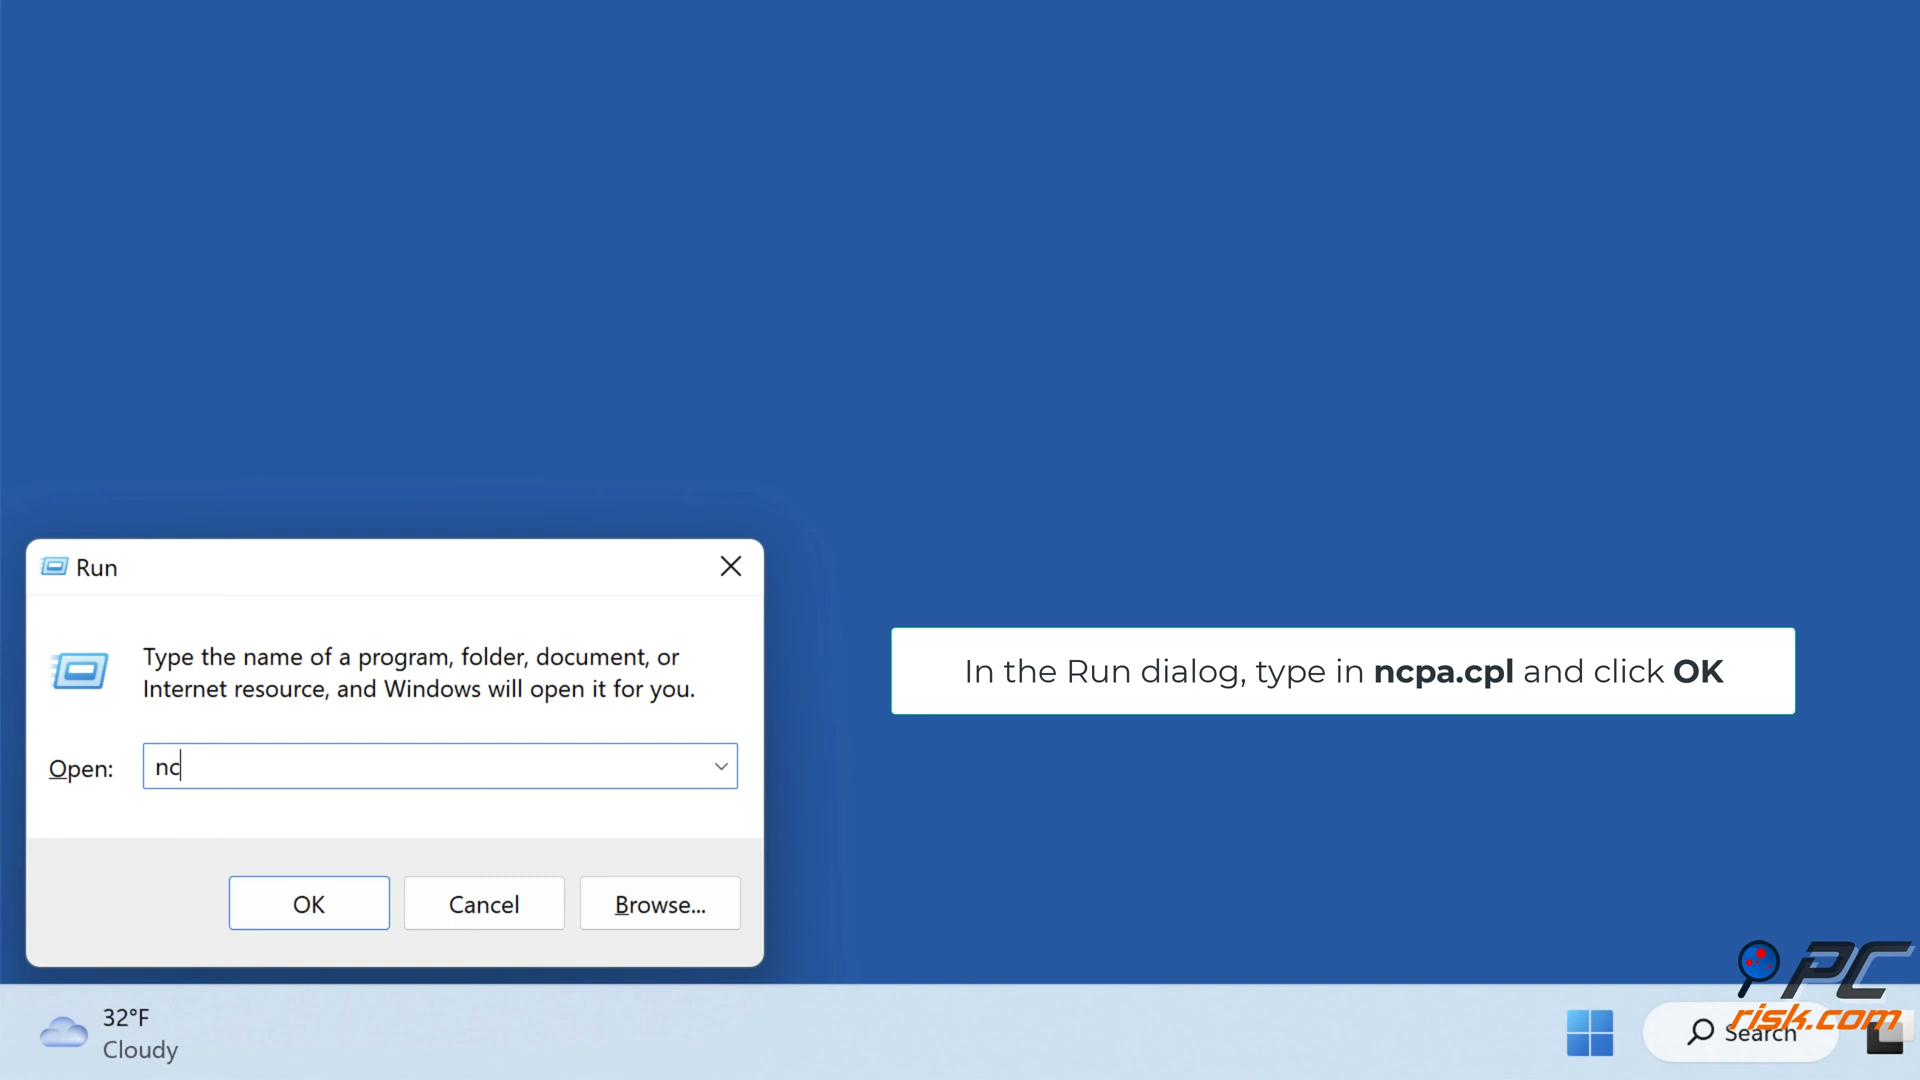 Run
Type the name of a program, folder, document, or
Internet resource, and Windows will open it for you.
Open:
nc
OK
Cancel
Browse...
In the Run dialog, type in ncpa.cpl and click OK
32°F
Cloudy
Search
PC
risk.com